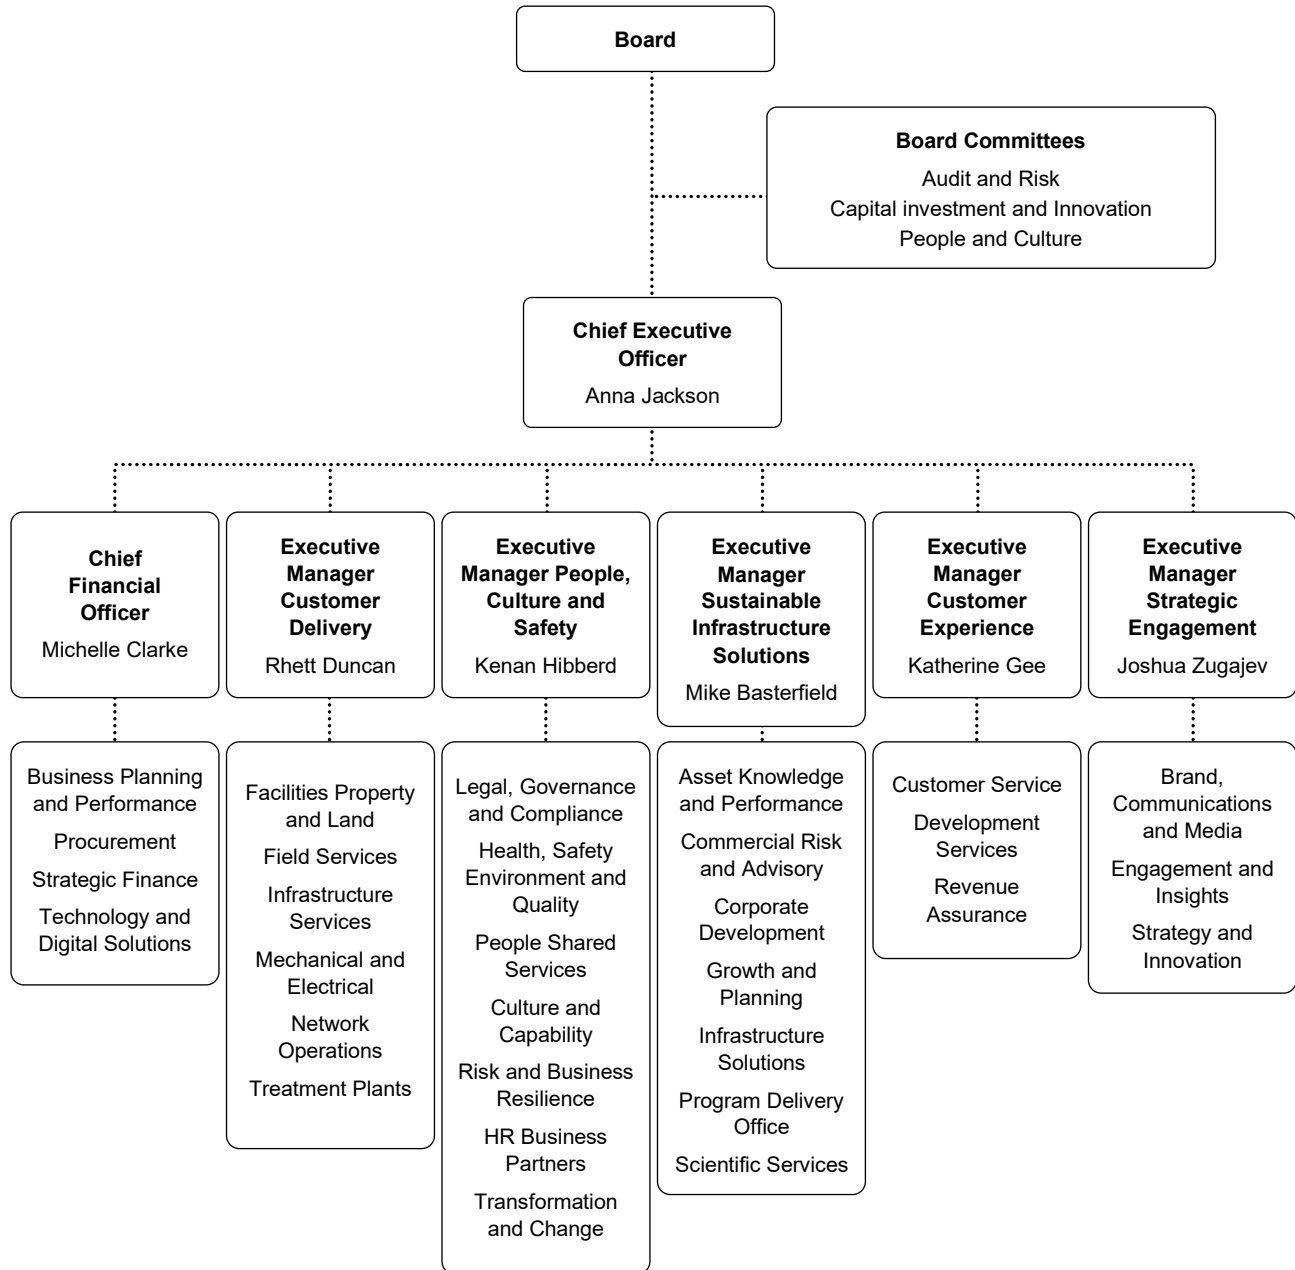 Board
Board Committees
Audit and Risk
Capital investment and Innovation
People and Culture
Chief Executive
Officer
Anna Jackson
Chief
Financial
Officer
Michelle Clarke
Executive
Manager
Customer
Delivery
Rhett Duncan
Executive
Manager People,
Culture and
Safety
Kenan Hibberd
Executive
Manager
Sustainable
Infrastructure
Solutions
Mike Basterfield
Executive
Manager
Customer
Experience
Katherine Gee
Executive
Manager
Strategic
Engagement
Joshua Zugajev
Business Planning
and Performance
Procurement
Strategic Finance
Technology and
Digital Solutions
Facilities Property
and Land
Field Services
Infrastructure
Services
Mechanical and
Electrical
Network
Operations
Treatment Plants
Legal, Governance
and Compliance
Health, Safety
Environment and
Quality
People Shared
Services
Culture and
Capability
Risk and Business
Resilience
HR Business
Partners
Transformation
and Change
Asset Knowledge
and Performance
Commercial Risk
and Advisory
Corporate
Development
Growth and
Planning
Infrastructure
Solutions
Program Delivery
Office
Scientific Services
Customer Service
Development
Services
Revenue
Assurance
Brand,
Communications
and Media
Engagement and
Insights
Strategy and
Innovation